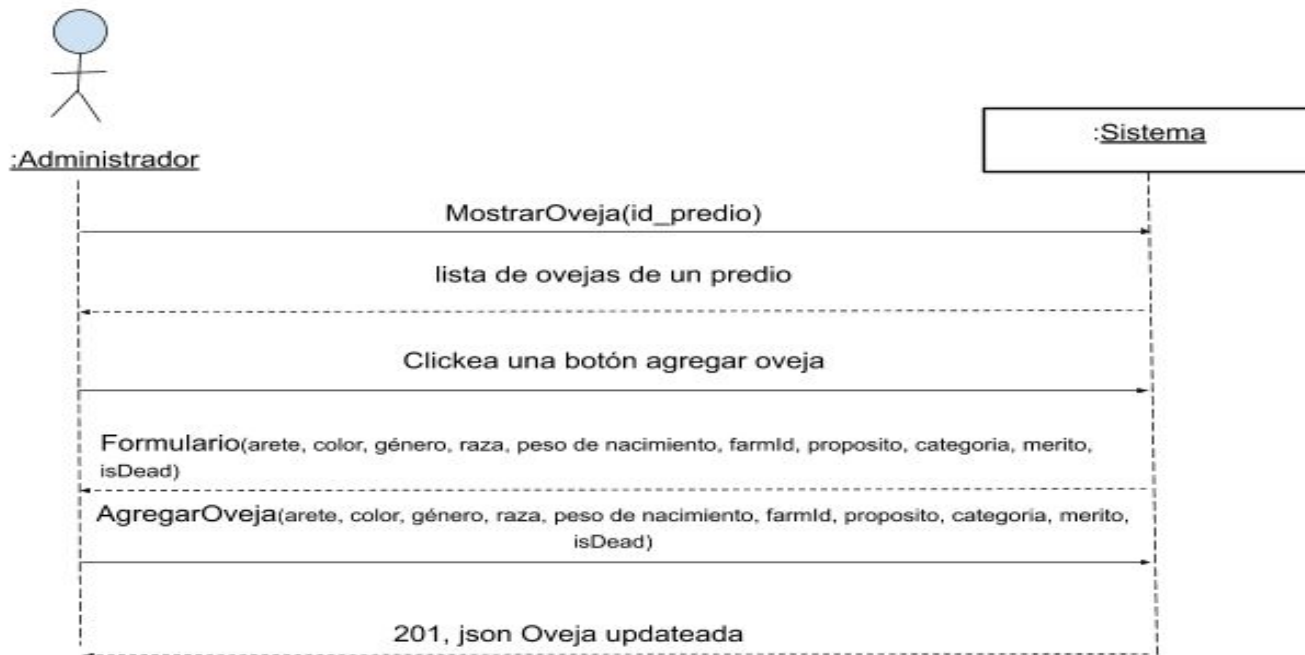 :Administrador
:Sistema
MostrarOveja(id_predio)
lista de ovejas de un predio
Clickea una botón agregar oveja
Formulario(arete, color, género, raza, peso de nacimiento, farmId, proposito, categoria, merito,
isDead)
AgregarOveja(arete, color, género, raza, peso de nacimiento, farmId, proposito, categoria, merito,
isDead)
201, json Oveja updateada